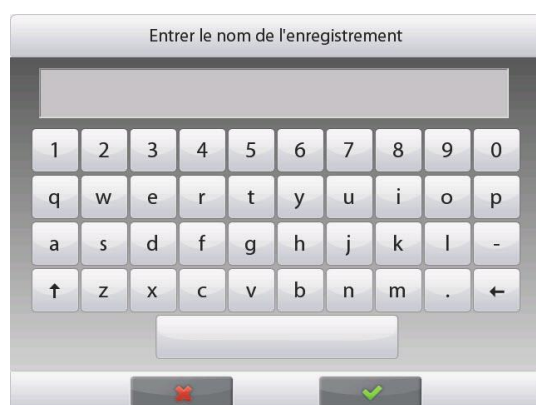 Entrer le nom de l'enregistrement
1 2 3 4 5 6 7 8 9 0
q w e r t y u i o p
a s d f g h j k l -
↑ z x c v b n m . ←